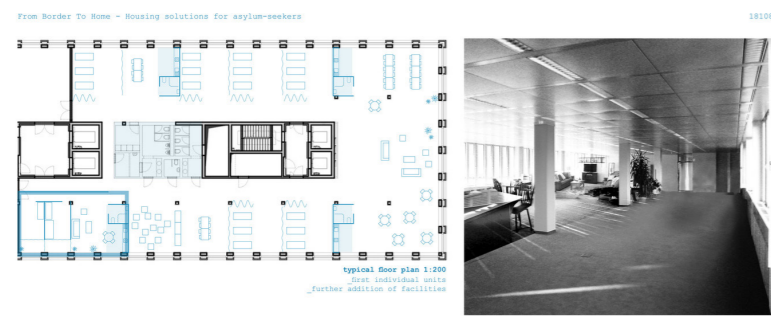 From Border To Home - Housing solutions for asylum-seekers
18108
typical floor plan 1:200
_first individual units
_further addition of facilities